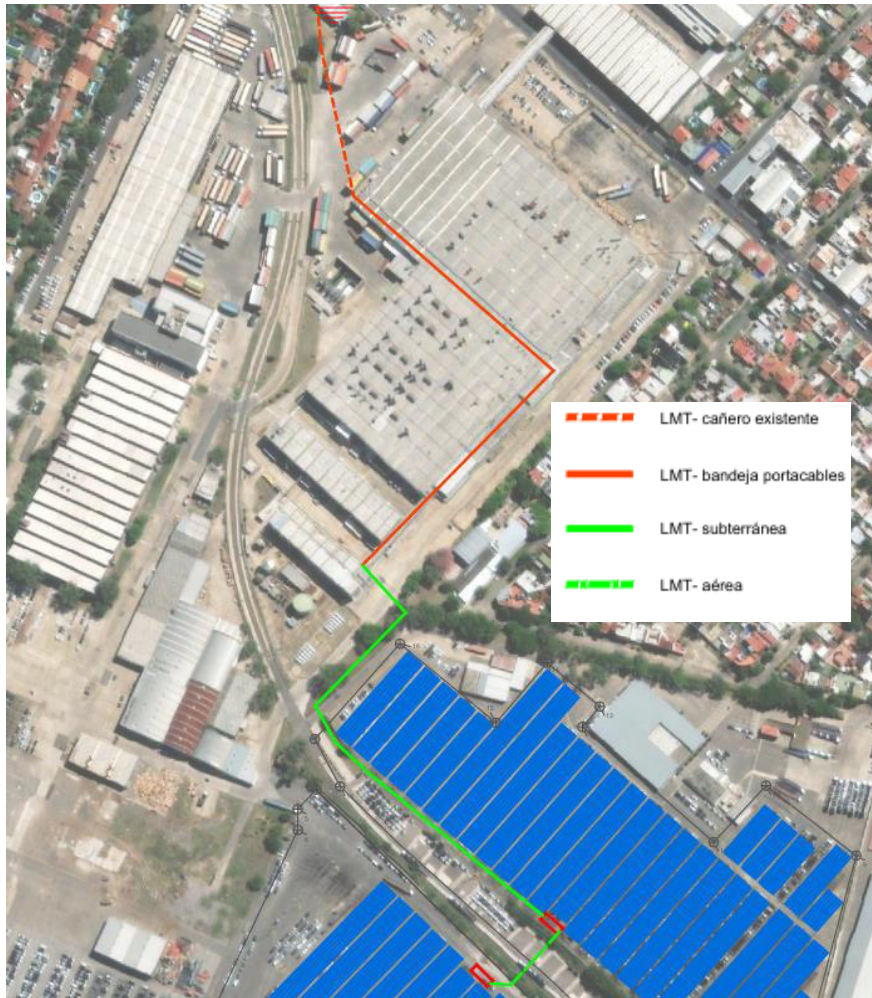 LMT- cañero existente
LMT- bandeja portacables
LMT- subterránea
LMT- aérea